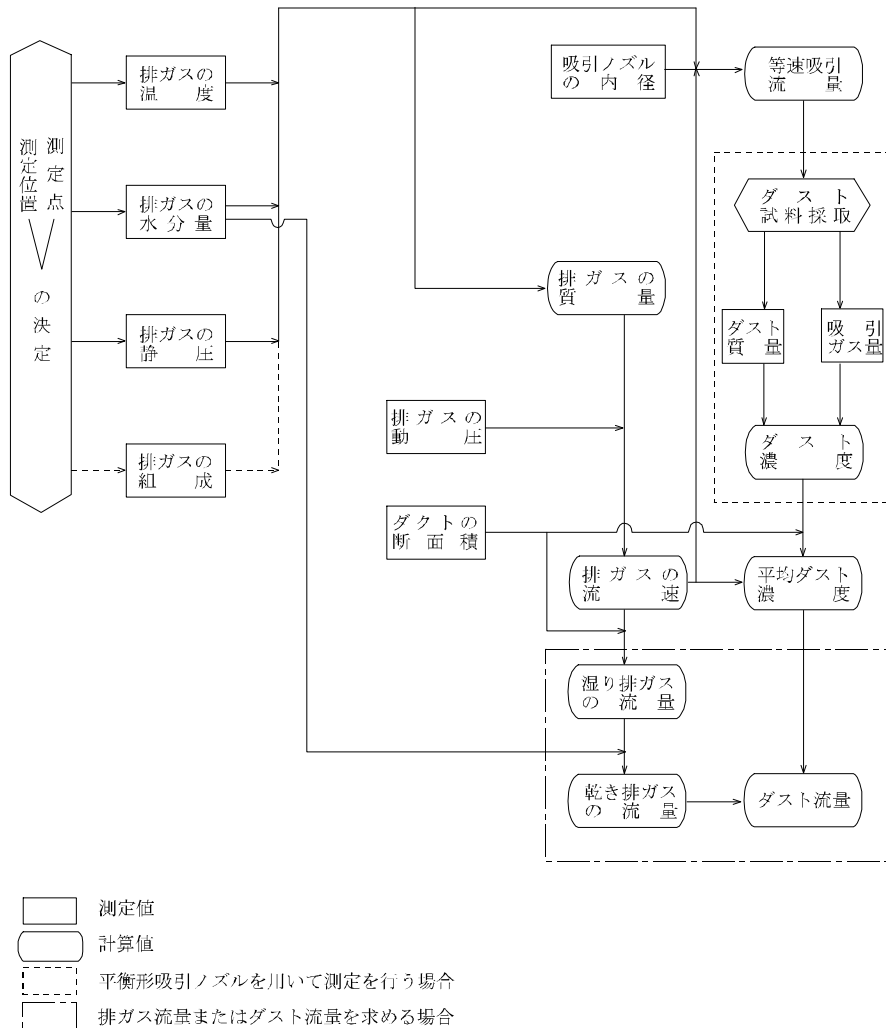 測定位置
測定点
の決定
排ガスの
温度
排ガスの
水分量
排ガスの
静圧
排ガスの
組成
吸引ノズル
の内径
等速吸引
流量
ダスト
試料採取
排ガスの
質量
ダスト
質量
吸引
ガス量
排ガスの
動圧
ダスト
濃度
ダクトの
断面積
排ガスの
流速
平均ダスト
濃度
湿り排ガス
の流量
乾き排ガス
の流量
ダスト流量
測定値
計算値
平衡形吸引ノズルを用いて測定を行う場合
排ガス流量またはダスト流量を求める場合